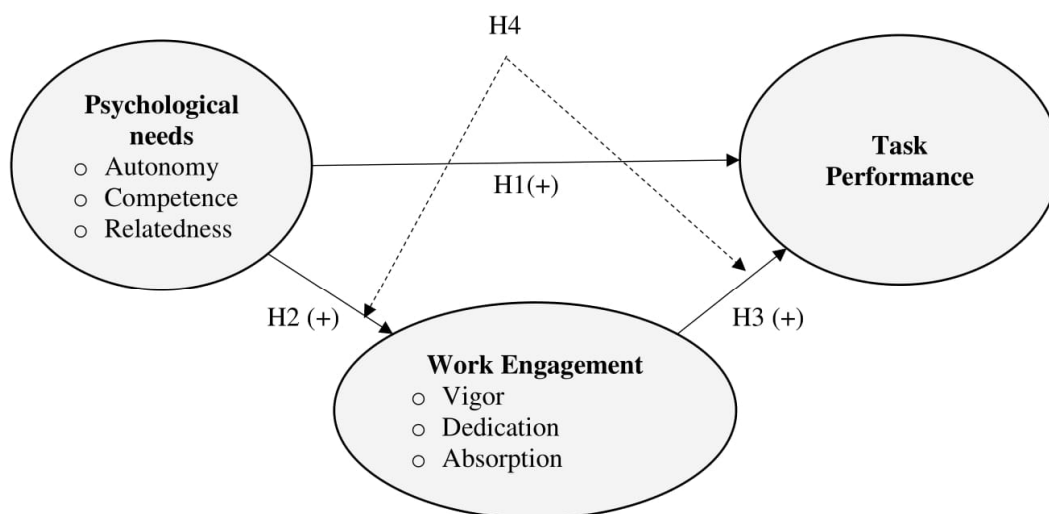 H4
Psychological
needs
○ Autonomy
○ Competence
○ Relatedness
H1(+)
Task
Performance
H2 (+)
H3 (+)
Work Engagement
○ Vigor
○ Dedication
○ Absorption